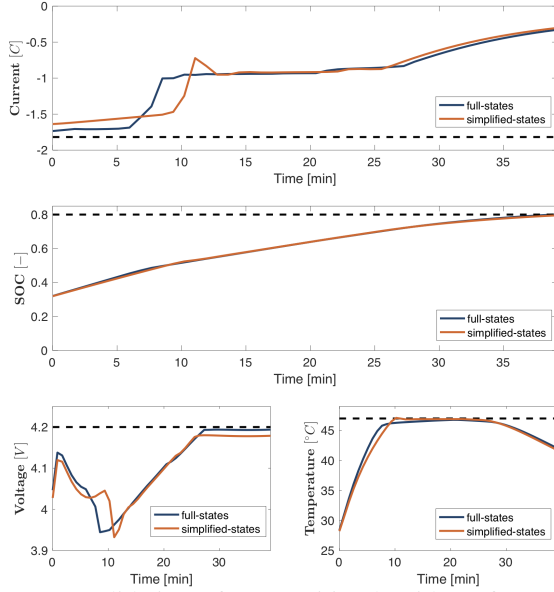 0
-0.5
-1
-1.5
-2
Current [C]
full-states
simplified-states
0 5 10 15 20 25 30 35
Time [min]
0.8
0.6
0.4
0.2
0
SOC [−]
full-states
simplified-states
0 5 10 15 20 25 30 35
Time [min]
4.2
4.1
4
3.9
Voltage [V]
full-states
simplified-states
0 10 20 30
Time [min]
45
40
35
30
25
Temperature [°C]
full-states
simplified-states
0 10 20 30
Time [min]